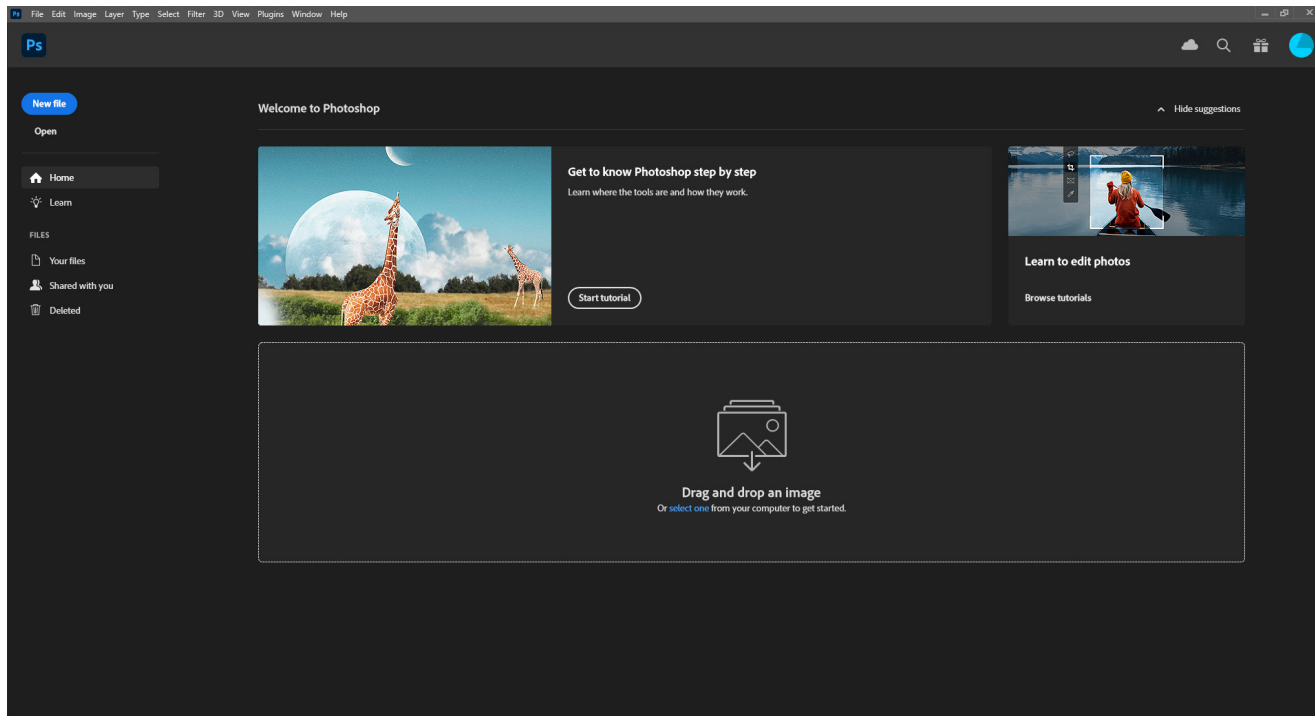 Ps File Edit Image Layer Type Select Filter 3D View Plugins Window Help
Ps
New file
Open
Home
Learn
FILES
Your files
Shared with you
Deleted
Welcome to Photoshop
Hide suggestions
Get to know Photoshop step by step
Learn where the tools are and how they work.
Start tutorial
Learn to edit photos
Browse tutorials
Drag and drop an image
Or select one from your computer to get started.